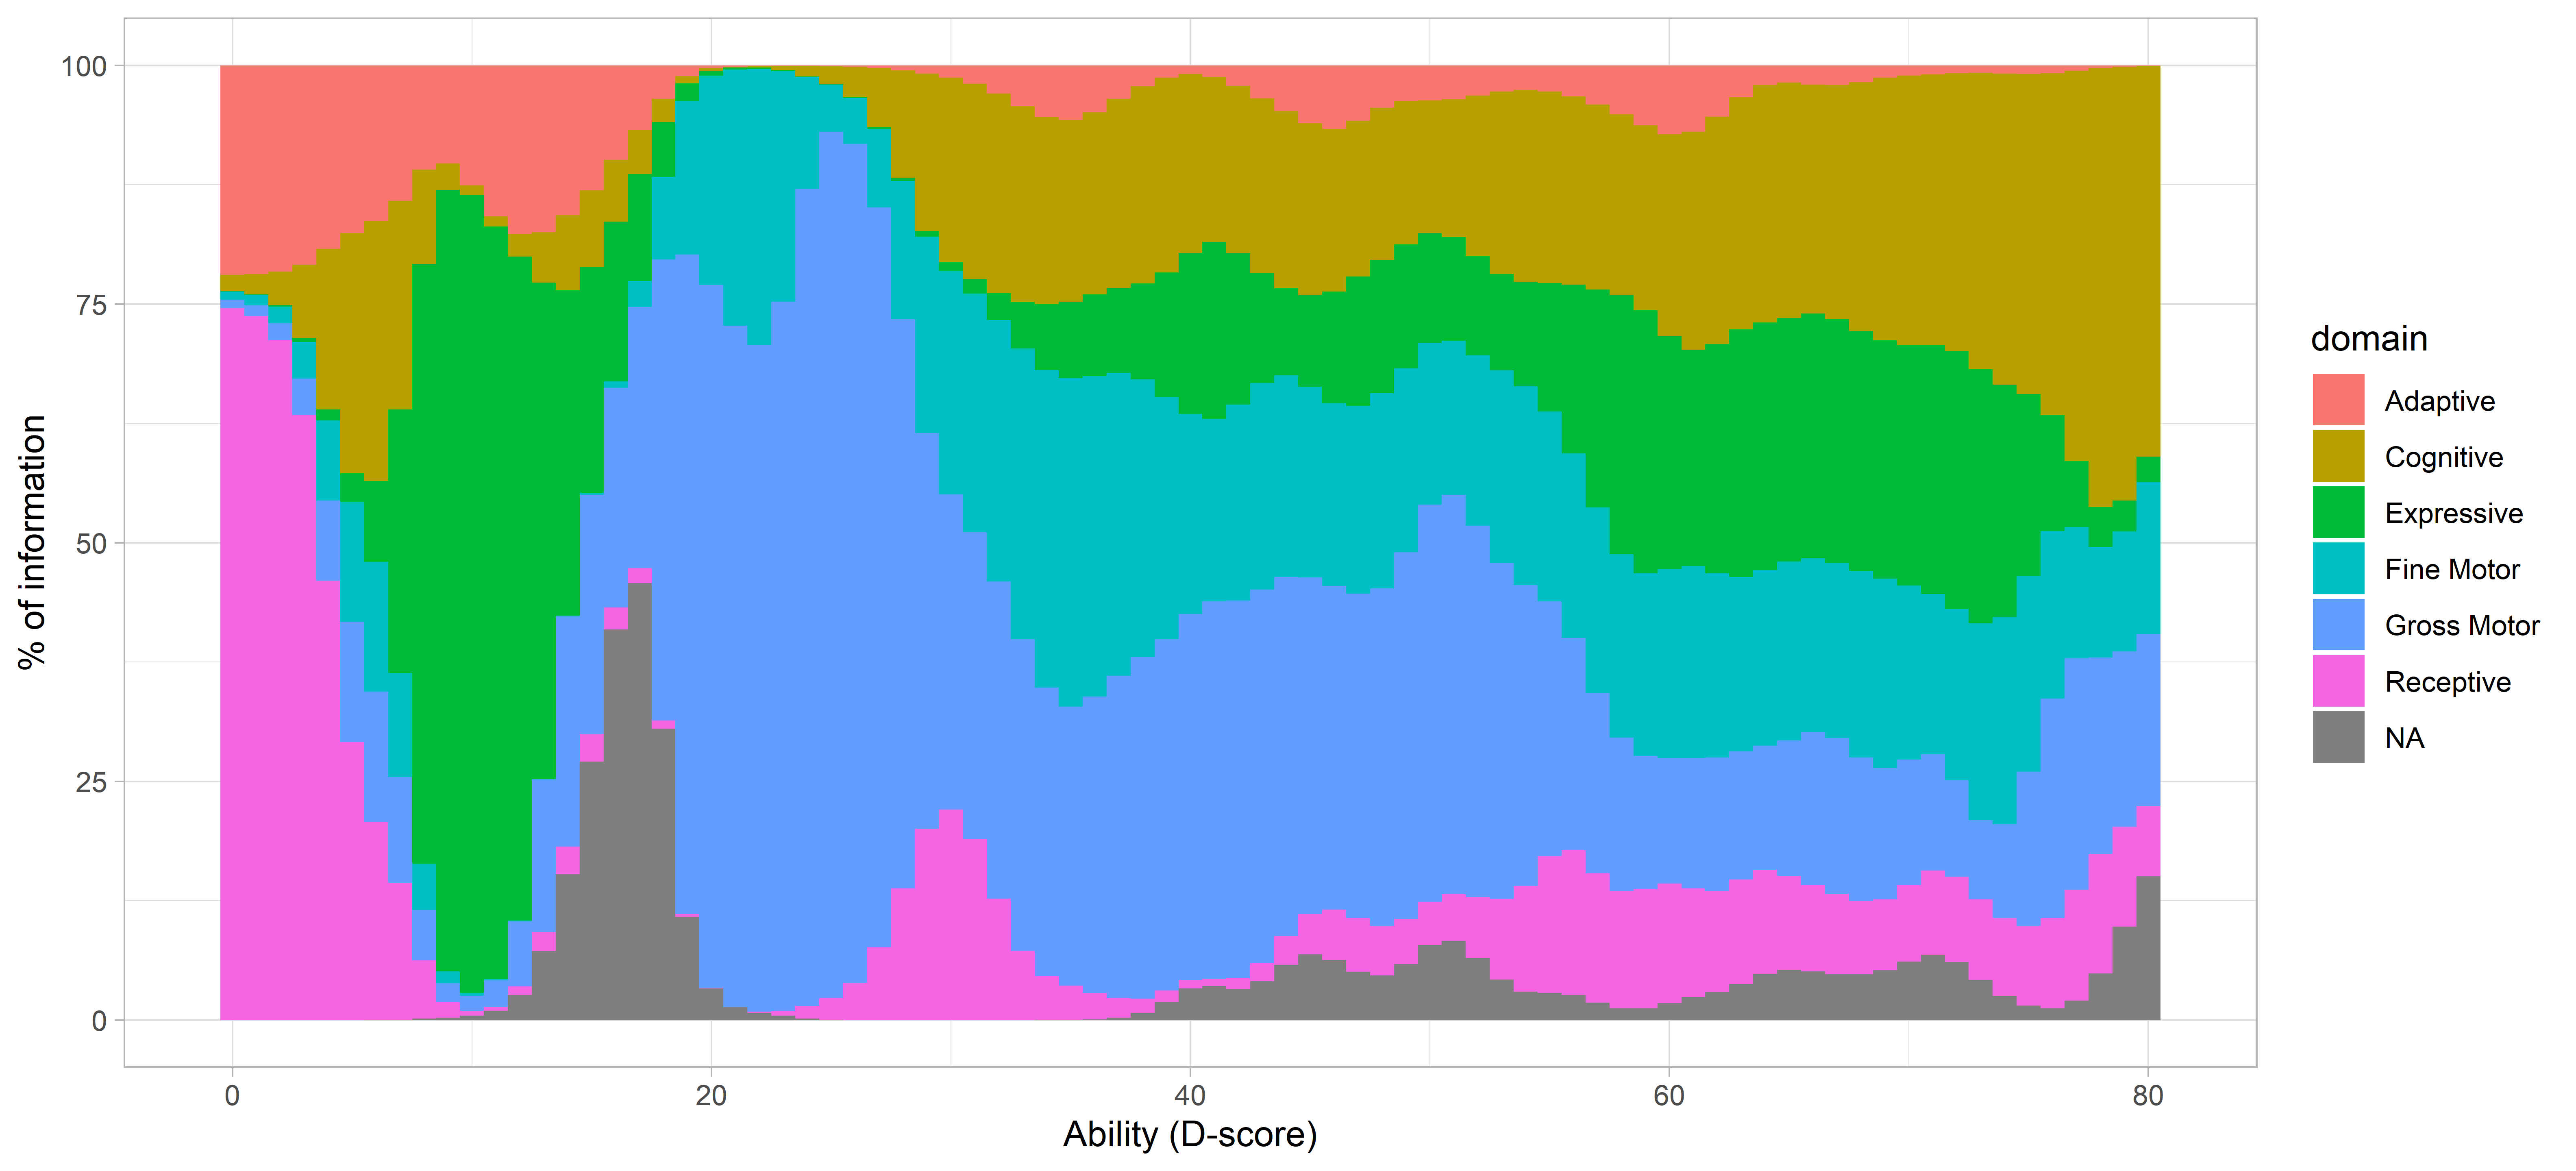 % of information
100
75
50
25
0
0 20 40 60 80
Ability (D-score)
domain
Adaptive
Cognitive
Expressive
Fine Motor
Gross Motor
Receptive
NA